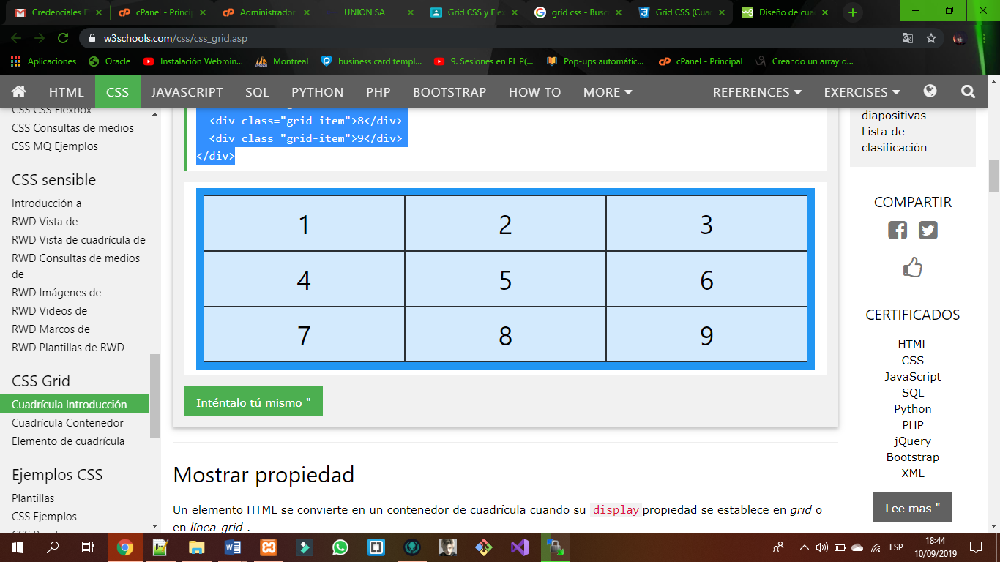 Credenciales F
cPanel - Princip
Administrador
UNION SA
Grid CSS y Flex
grid css - Busc
Grid CSS (Cuad
Diseño de cua
w3schools.com/css/css_grid.asp
Aplicaciones
Oracle
Instalación Webmin...
Montreal
business card templ...
9. Sesiones en PHP(...
Pop-ups automátic...
cPanel - Principal
Creando un array d...
HTML
CSS
JAVASCRIPT
SQL
PYTHON
PHP
BOOTSTRAP
HOW TO
MORE
REFERENCES
EXERCISES
CSS CSS Flexbox
CSS Consultas de medios
CSS MQ Ejemplos
CSS sensible
Introducción a
RWD Vista de
RWD Vista de cuadrícula de
RWD Consultas de medios
de
RWD Imágenes de
RWD Videos de
RWD Marcos de
RWD Plantillas de RWD
CSS Grid
Cuadrícula Introducción
Cuadrícula Contenedor
Elemento de cuadrícula
Ejemplos CSS
Plantillas
CSS Ejemplos
<div class="grid-item">8</div>
<div class="grid-item">9</div>
</div>
1 2 3
4 5 6
7 8 9
Inténtalo tú mismo "
Mostrar propiedad
Un elemento HTML se convierte en un contenedor de cuadrícula cuando su display propiedad se establece en grid o
en línea-grid .
diapositivas
Lista de
clasificación
COMPARTIR
CERTIFICADOS
HTML
CSS
JavaScript
SQL
Python
PHP
jQuery
Bootstrap
XML
Lee mas "
ESP
18:44
10/09/2019